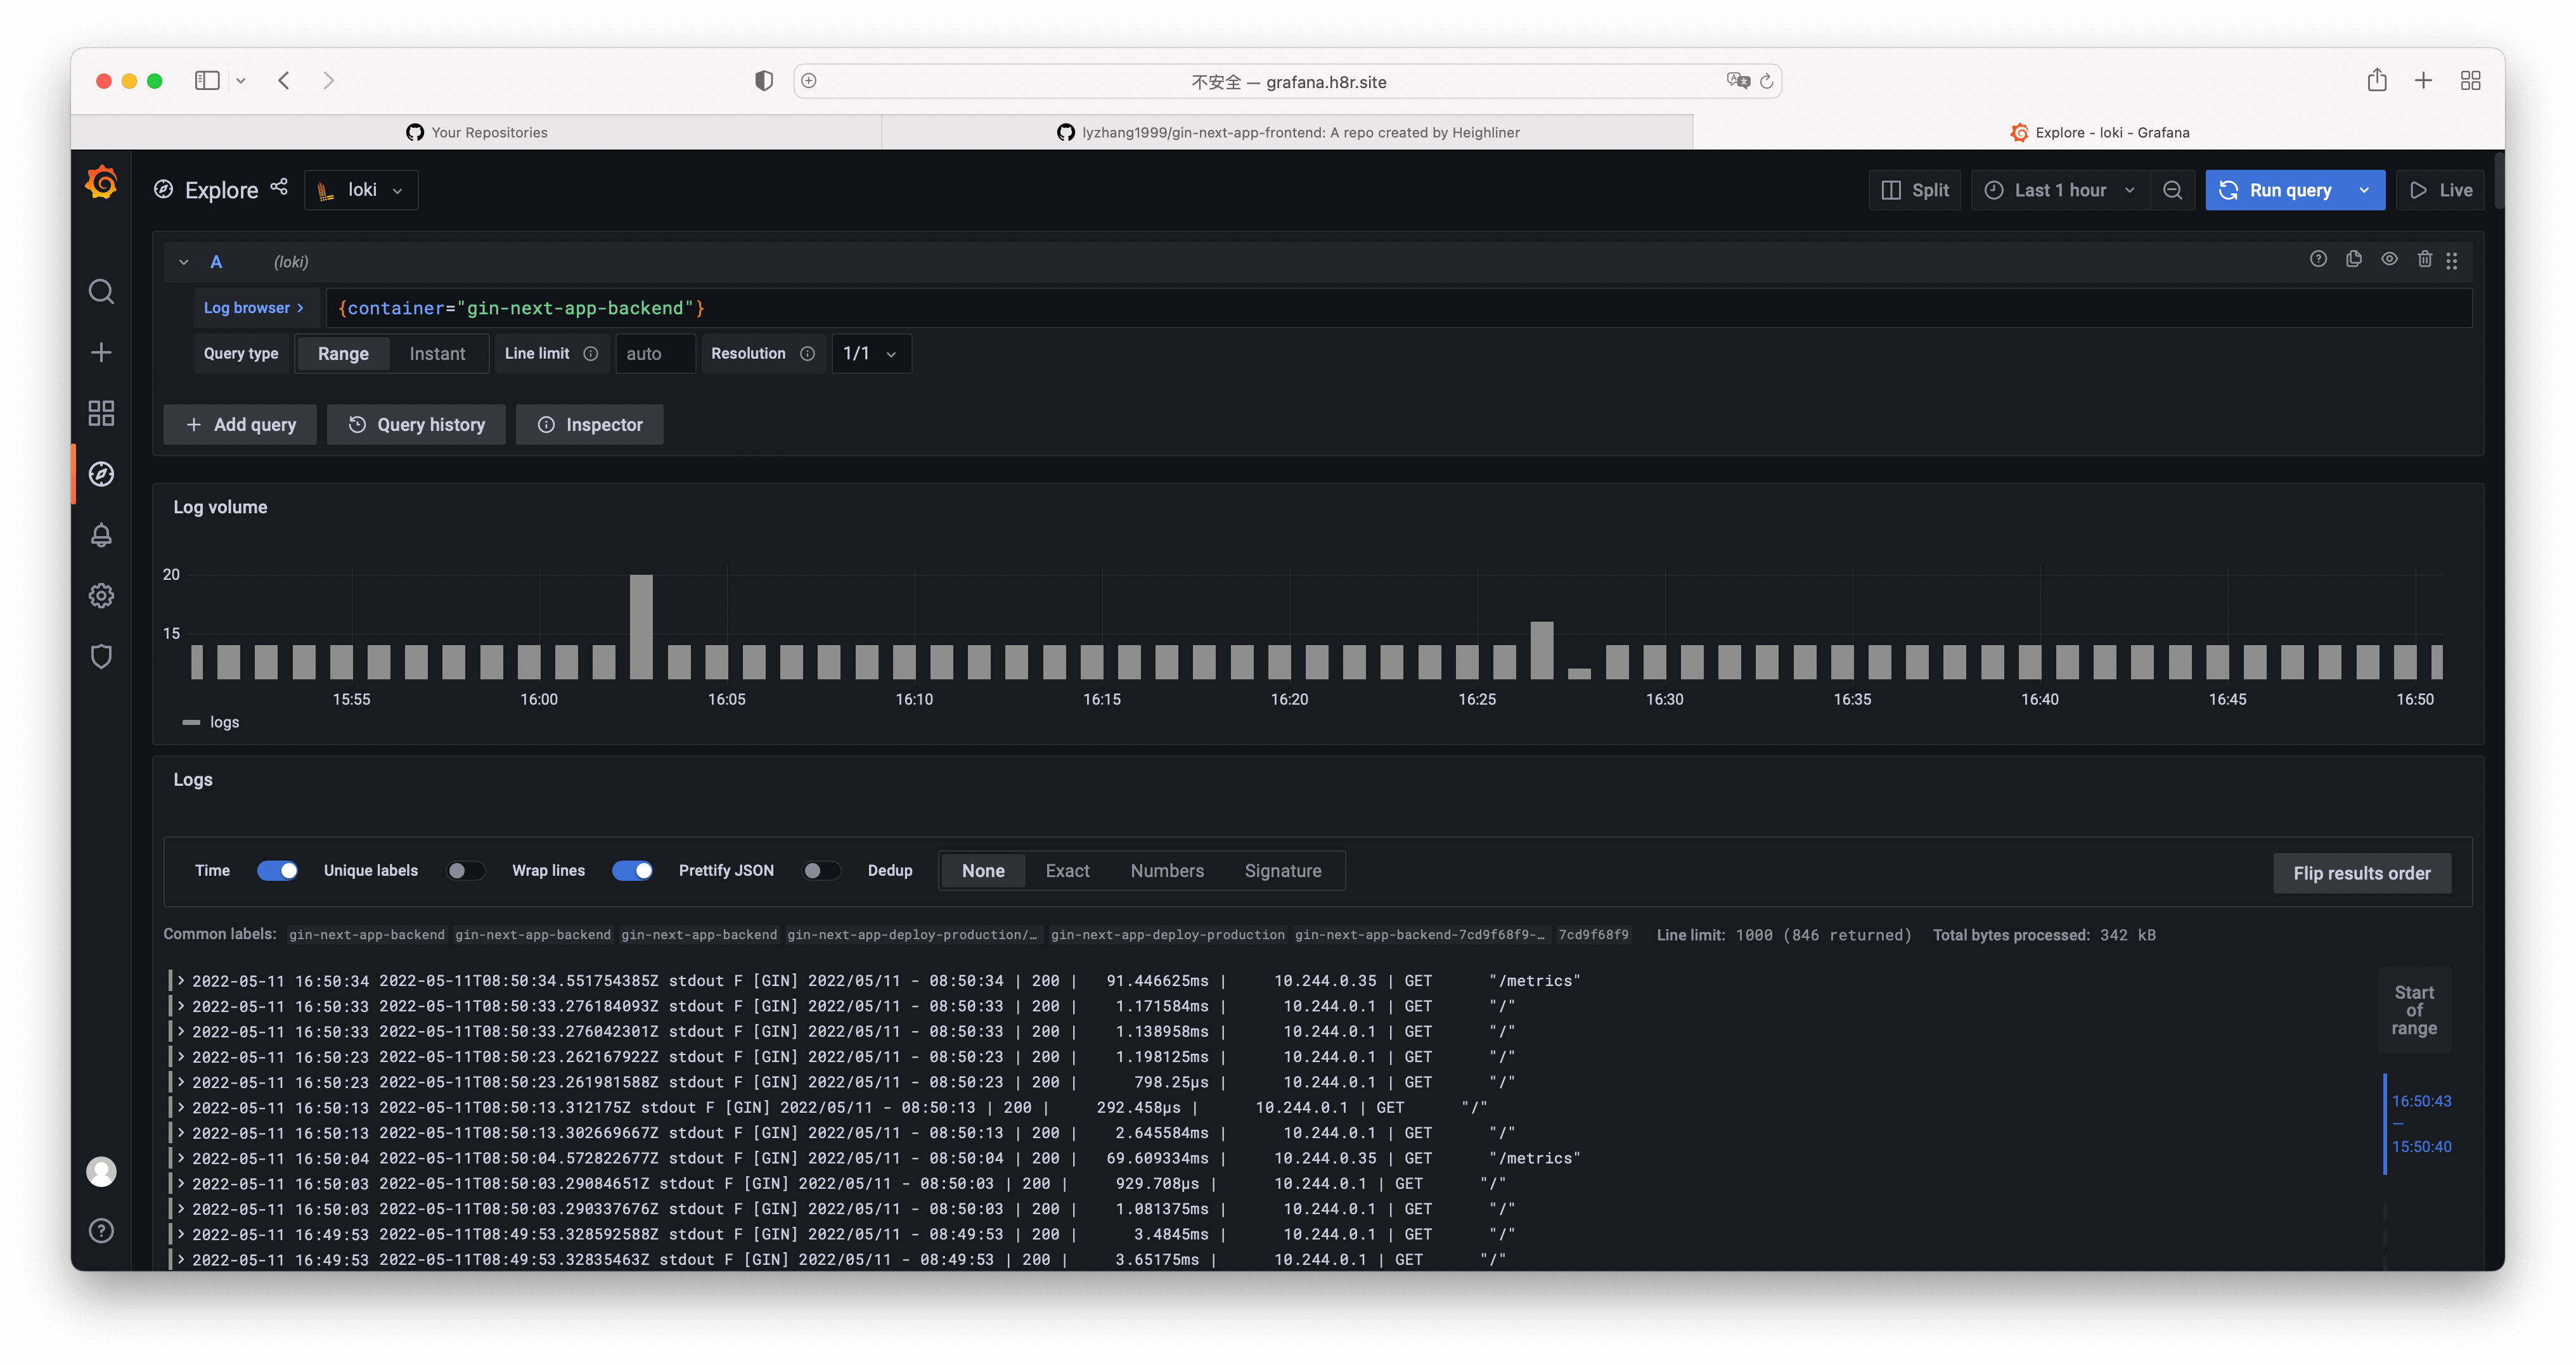 不安全 — grafana.h8r.site
Your Repositories
lyzhang1999/gin-next-app-frontend: A repo created by Heighliner
Explore - loki - Grafana
Explore loki Split Last 1 hour Run query Live
A (loki)
Log browser > {container="gin-next-app-backend"}
Query type Range Instant Line limit auto Resolution 1/1
+ Add query Query history Inspector
Log volume
20
15
15:55 16:00 16:05 16:10 16:15 16:20 16:25 16:30 16:35 16:40 16:45 16:50
logs
Logs
Time Unique labels Wrap lines Prettify JSON Dedup None Exact Numbers Signature Flip results order
Common labels: gin-next-app-backend gin-next-app-backend gin-next-app-backend gin-next-app-deploy-production/… gin-next-app-deploy-production gin-next-app-backend-7cd9f68f9-… 7cd9f68f9 Line limit: 1000 (846 returned) Total bytes processed: 342 kB
> 2022-05-11 16:50:34 2022-05-11T08:50:34.551754385Z stdout F [GIN] 2022/05/11 - 08:50:34 | 200 | 91.446625ms | 10.244.0.35 | GET "/metrics"
> 2022-05-11 16:50:33 2022-05-11T08:50:33.276184093Z stdout F [GIN] 2022/05/11 - 08:50:33 | 200 | 1.171584ms | 10.244.0.1 | GET "/"
> 2022-05-11 16:50:33 2022-05-11T08:50:33.276042301Z stdout F [GIN] 2022/05/11 - 08:50:33 | 200 | 1.138958ms | 10.244.0.1 | GET "/"
> 2022-05-11 16:50:23 2022-05-11T08:50:23.262167922Z stdout F [GIN] 2022/05/11 - 08:50:23 | 200 | 1.198125ms | 10.244.0.1 | GET "/"
> 2022-05-11 16:50:23 2022-05-11T08:50:23.261981588Z stdout F [GIN] 2022/05/11 - 08:50:23 | 200 | 798.25µs | 10.244.0.1 | GET "/"
> 2022-05-11 16:50:13 2022-05-11T08:50:13.312175Z stdout F [GIN] 2022/05/11 - 08:50:13 | 200 | 292.458µs | 10.244.0.1 | GET "/"
> 2022-05-11 16:50:13 2022-05-11T08:50:13.302669667Z stdout F [GIN] 2022/05/11 - 08:50:13 | 200 | 2.645584ms | 10.244.0.1 | GET "/"
> 2022-05-11 16:50:04 2022-05-11T08:50:04.572822677Z stdout F [GIN] 2022/05/11 - 08:50:04 | 200 | 69.609334ms | 10.244.0.35 | GET "/metrics"
> 2022-05-11 16:50:03 2022-05-11T08:50:03.29084651Z stdout F [GIN] 2022/05/11 - 08:50:03 | 200 | 929.708µs | 10.244.0.1 | GET "/"
> 2022-05-11 16:50:03 2022-05-11T08:50:03.290337676Z stdout F [GIN] 2022/05/11 - 08:50:03 | 200 | 1.081375ms | 10.244.0.1 | GET "/"
> 2022-05-11 16:49:53 2022-05-11T08:49:53.328592588Z stdout F [GIN] 2022/05/11 - 08:49:53 | 200 | 3.4845ms | 10.244.0.1 | GET "/"
> 2022-05-11 16:49:53 2022-05-11T08:49:53.32835463Z stdout F [GIN] 2022/05/11 - 08:49:53 | 200 | 3.65175ms | 10.244.0.1 | GET "/"
Start
of
range
16:50:43
—
15:50:40